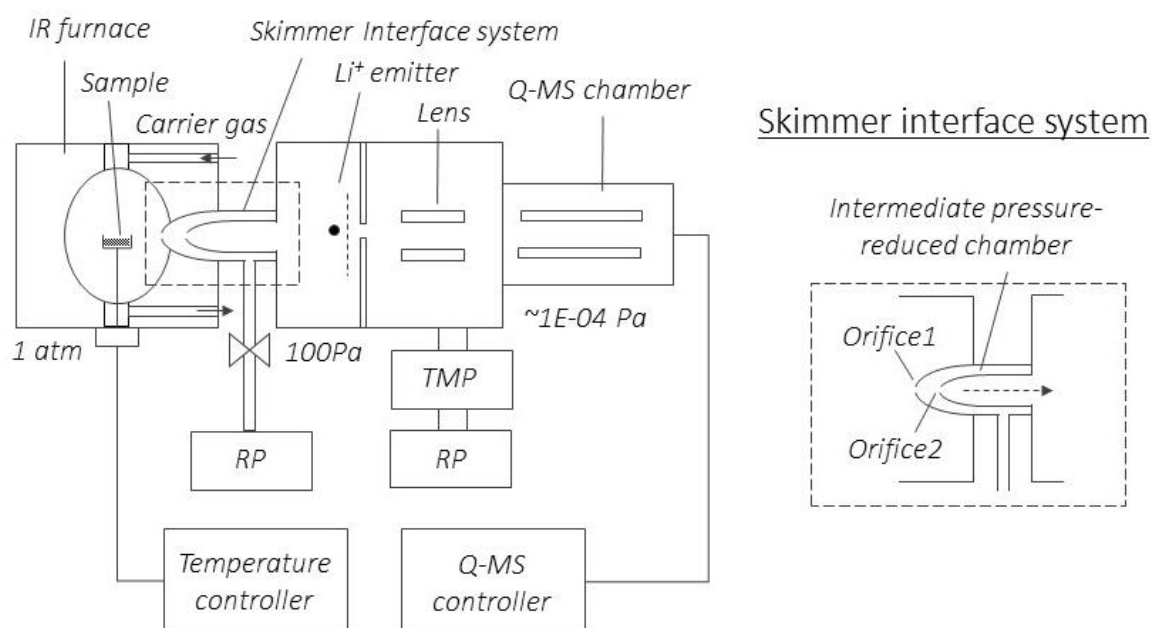 IR furnace
Skimmer Interface system
Sample
Li⁺ emitter
Q-MS chamber
Carrier gas
Lens
1 atm
100Pa
~1E-04 Pa
TMP
RP
RP
Temperature
controller
Q-MS
controller
Skimmer interface system
Intermediate pressure-
reduced chamber
Orifice1
Orifice2